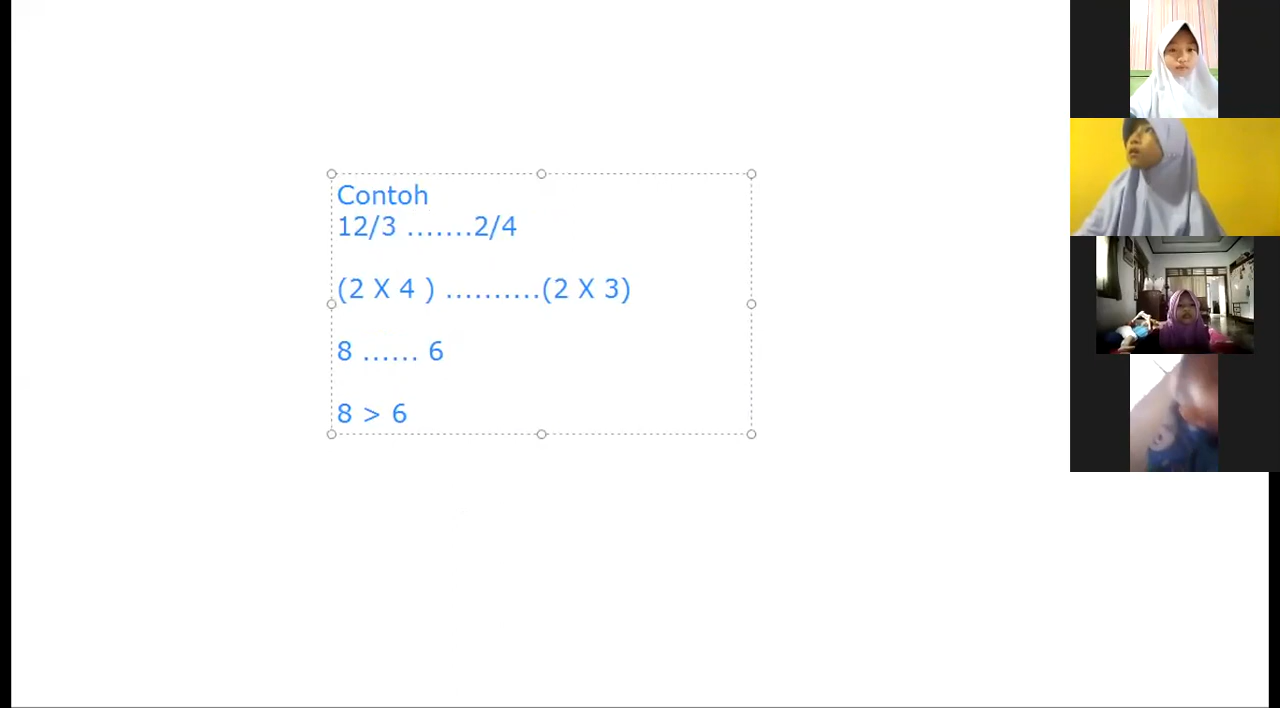 Contoh
12/3 .......2/4
(2 X 4 ) ..........(2 X 3)
8 ...... 6
8 > 6